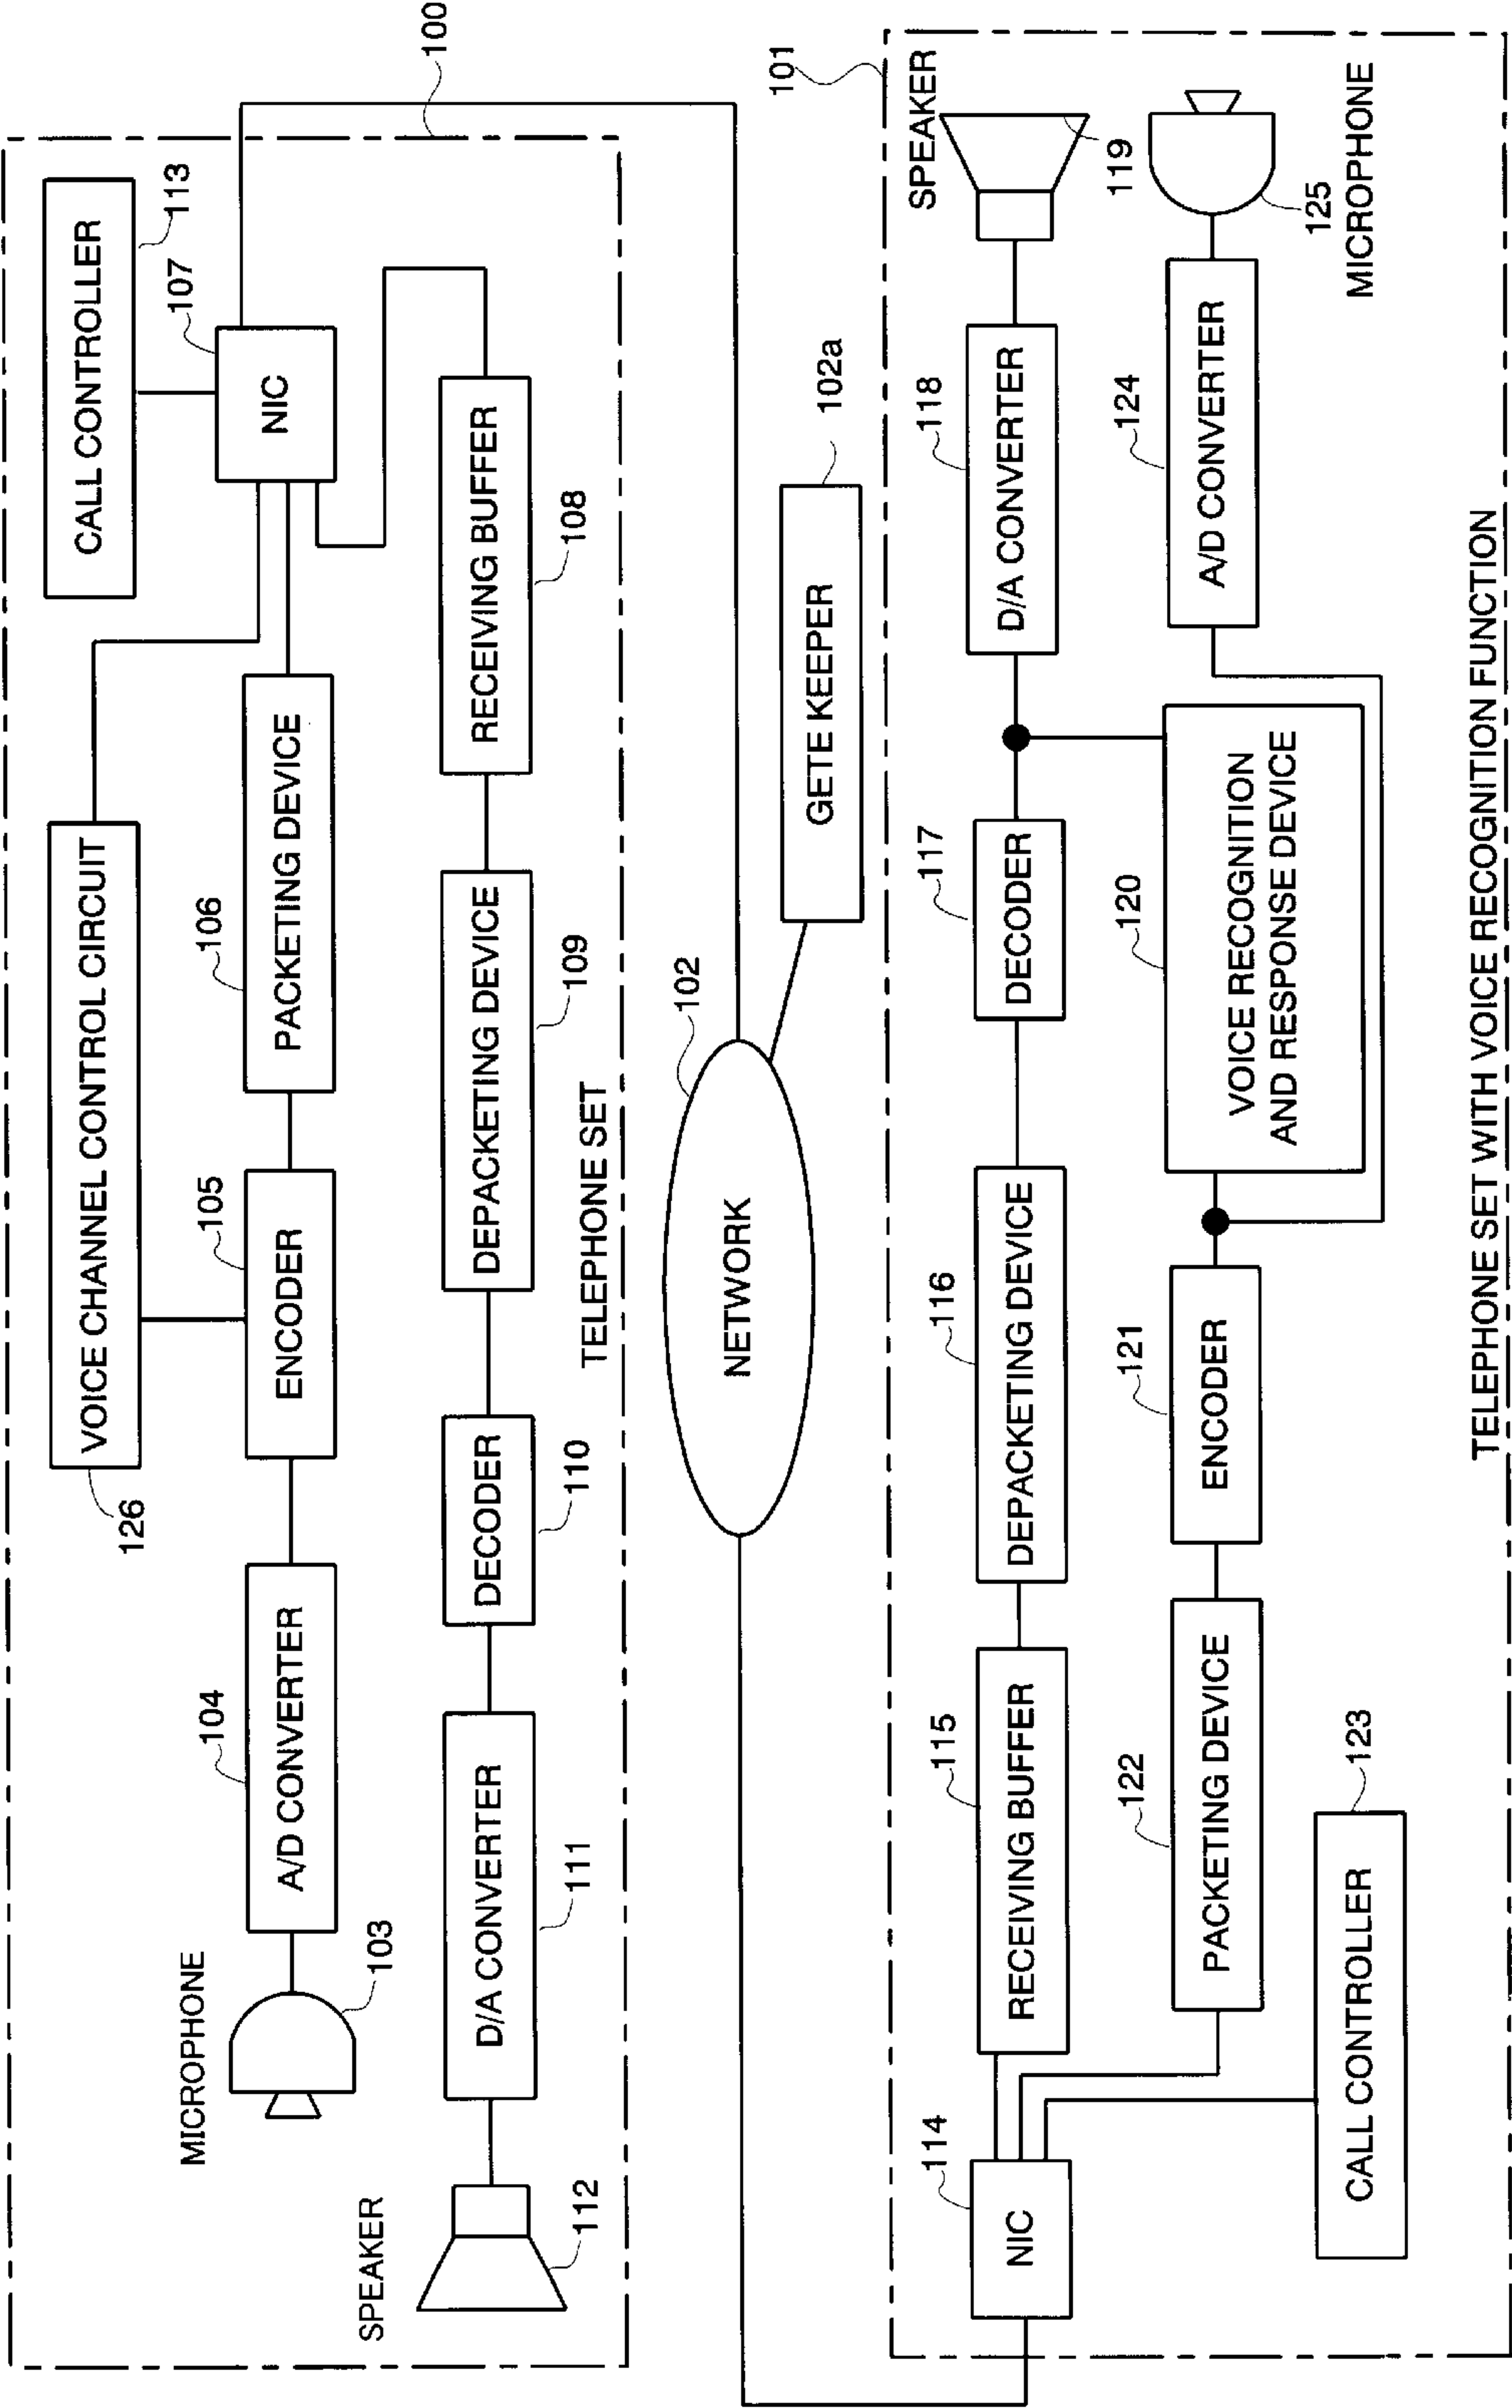 100
CALL CONTROLLER
113
VOICE CHANNEL CONTROL CIRCUIT
126
MICROPHONE
103
104
A/D CONVERTER
105
ENCODER
106
PACKETING DEVICE
107
NIC
SPEAKER
112
D/A CONVERTER
111
DECODER
110
DEPACKETING DEVICE
109
RECEIVING BUFFER
108
TELEPHONE SET
102
NETWORK
GETE KEEPER
102a
101
114
NIC
115
RECEIVING BUFFER
116
DEPACKETING DEVICE
117
DECODER
118
D/A CONVERTER
SPEAKER
119
122
PACKETING DEVICE
121
ENCODER
120
VOICE RECOGNITION
AND RESPONSE DEVICE
124
A/D CONVERTER
125
MICROPHONE
123
CALL CONTROLLER
TELEPHONE SET WITH VOICE RECOGNITION FUNCTION